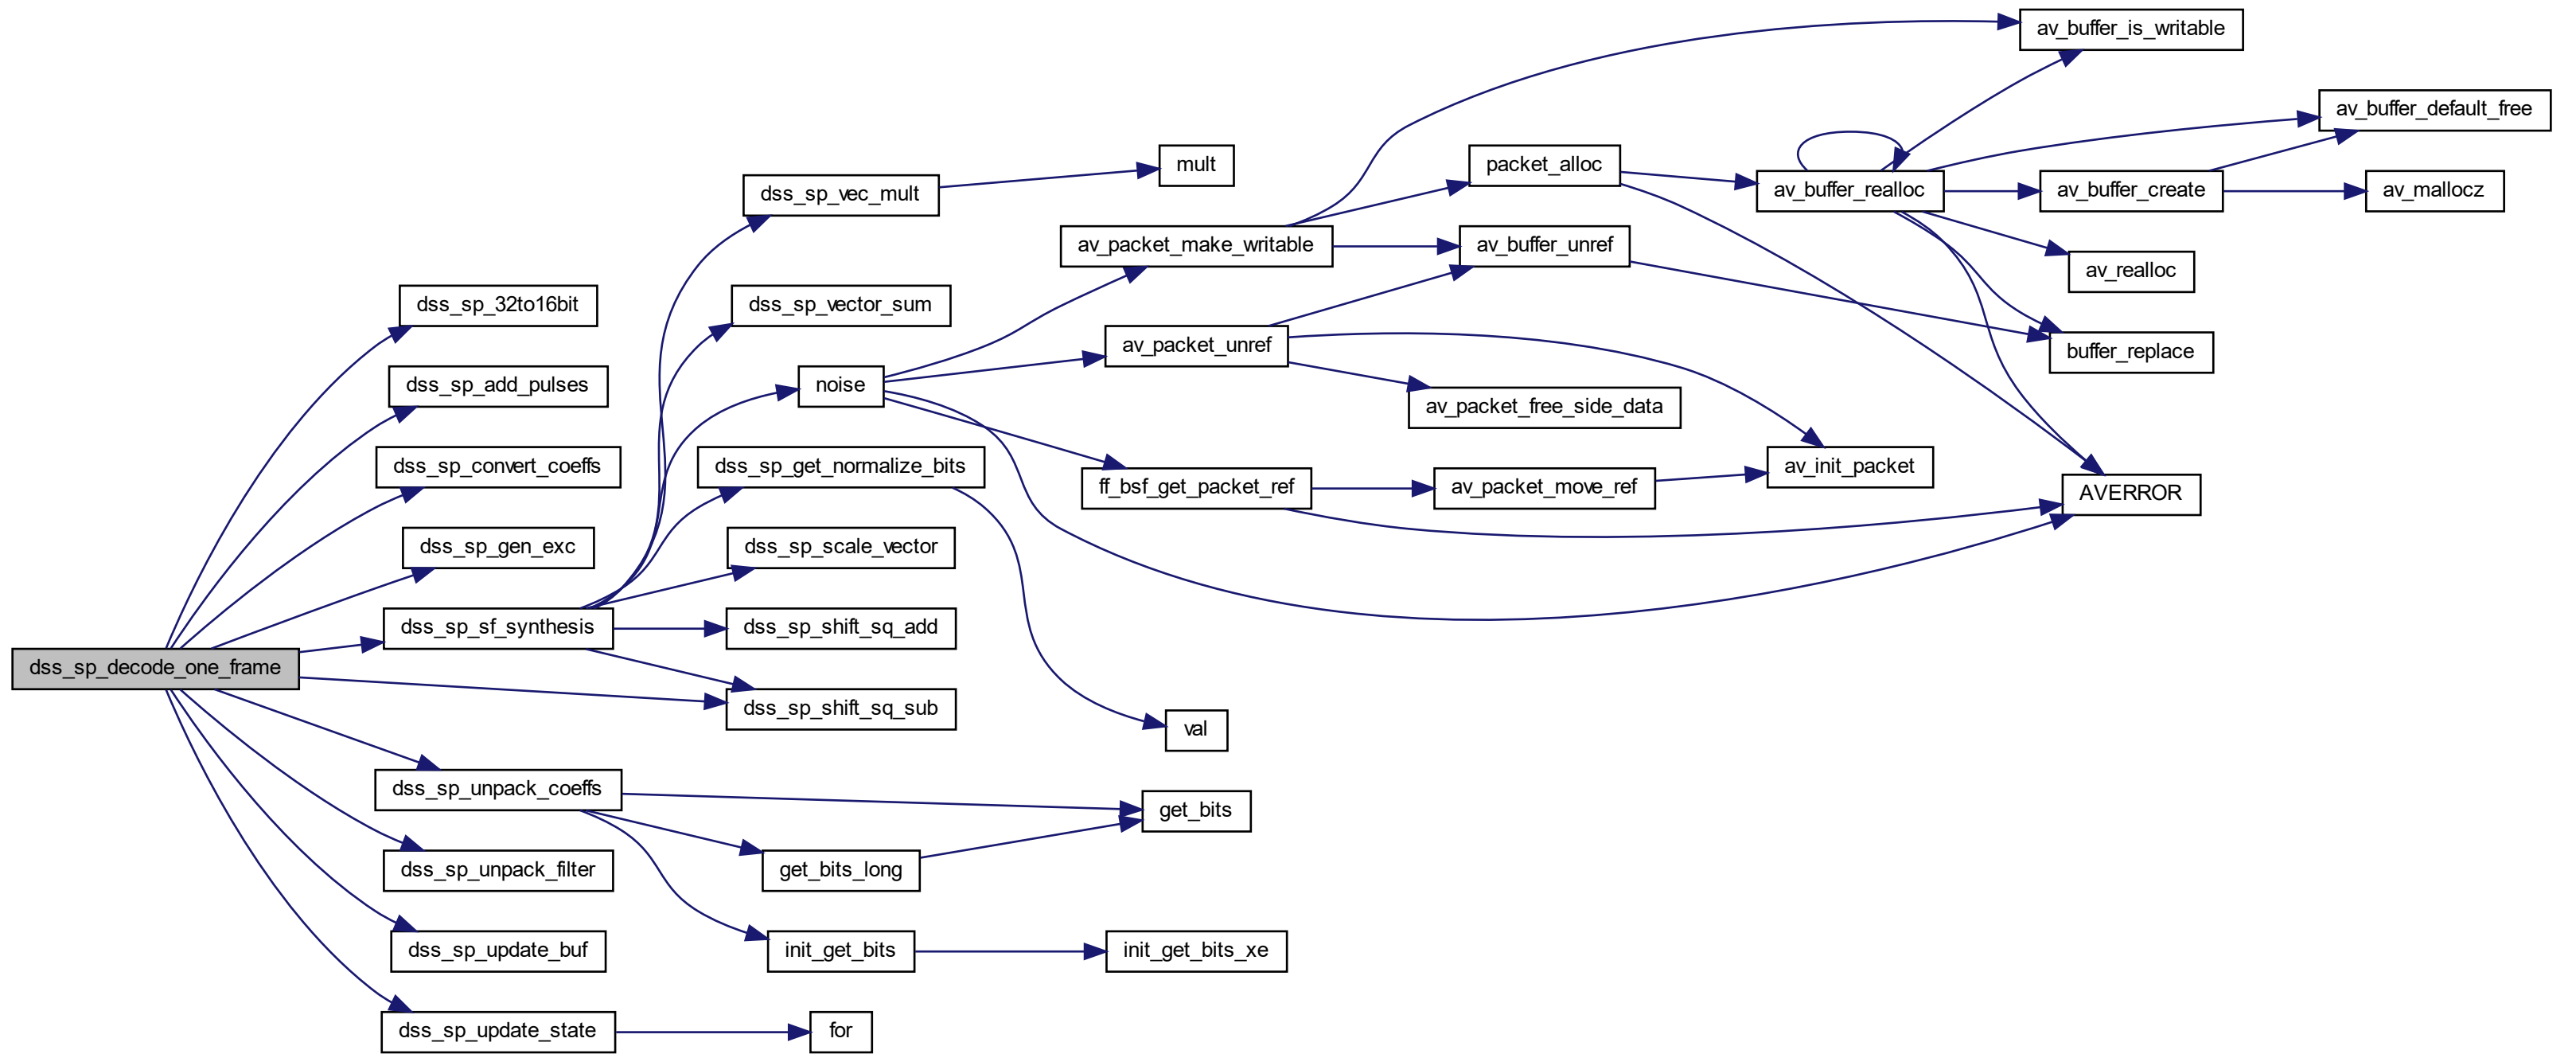 dss_sp_decode_one_frame
dss_sp_32to16bit
dss_sp_add_pulses
dss_sp_convert_coeffs
dss_sp_gen_exc
dss_sp_sf_synthesis
dss_sp_unpack_coeffs
dss_sp_unpack_filter
dss_sp_update_buf
dss_sp_update_state
dss_sp_vec_mult
dss_sp_vector_sum
noise
dss_sp_get_normalize_bits
dss_sp_scale_vector
dss_sp_shift_sq_add
dss_sp_shift_sq_sub
get_bits_long
init_get_bits
for
mult
av_packet_make_writable
av_packet_unref
ff_bsf_get_packet_ref
val
get_bits
init_get_bits_xe
packet_alloc
av_buffer_unref
av_packet_free_side_data
av_packet_move_ref
av_buffer_realloc
av_init_packet
av_buffer_is_writable
av_buffer_create
av_realloc
buffer_replace
AVERROR
av_buffer_default_free
av_mallocz